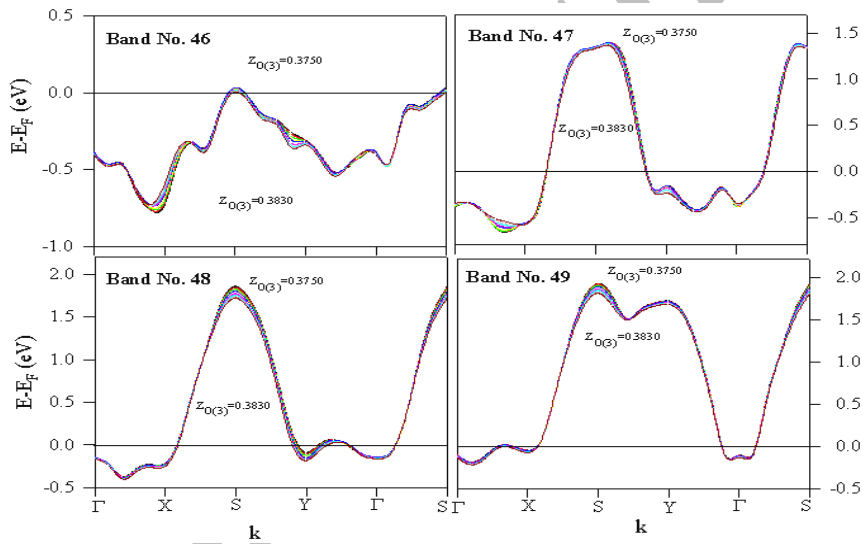 0.5
Band No. 46
Z_O(3)=0.3750
0.0
E-E_F (eV)
-0.5
Z_O(3)=0.3830
-1.0
Band No. 47
Z_O(3)=0.3750
1.5
1.0
Z_O(3)=0.3830
0.5
0.0
-0.5
2.0
Band No. 48
Z_O(3)=0.3750
1.5
E-E_F (eV)
1.0
Z_O(3)=0.3830
0.5
0.0
-0.5
Γ X S Y Γ S
k
Band No. 49
Z_O(3)=0.3750
2.0
1.5
Z_O(3)=0.3830
1.0
0.5
0.0
-0.5
Γ X S Y Γ S
k